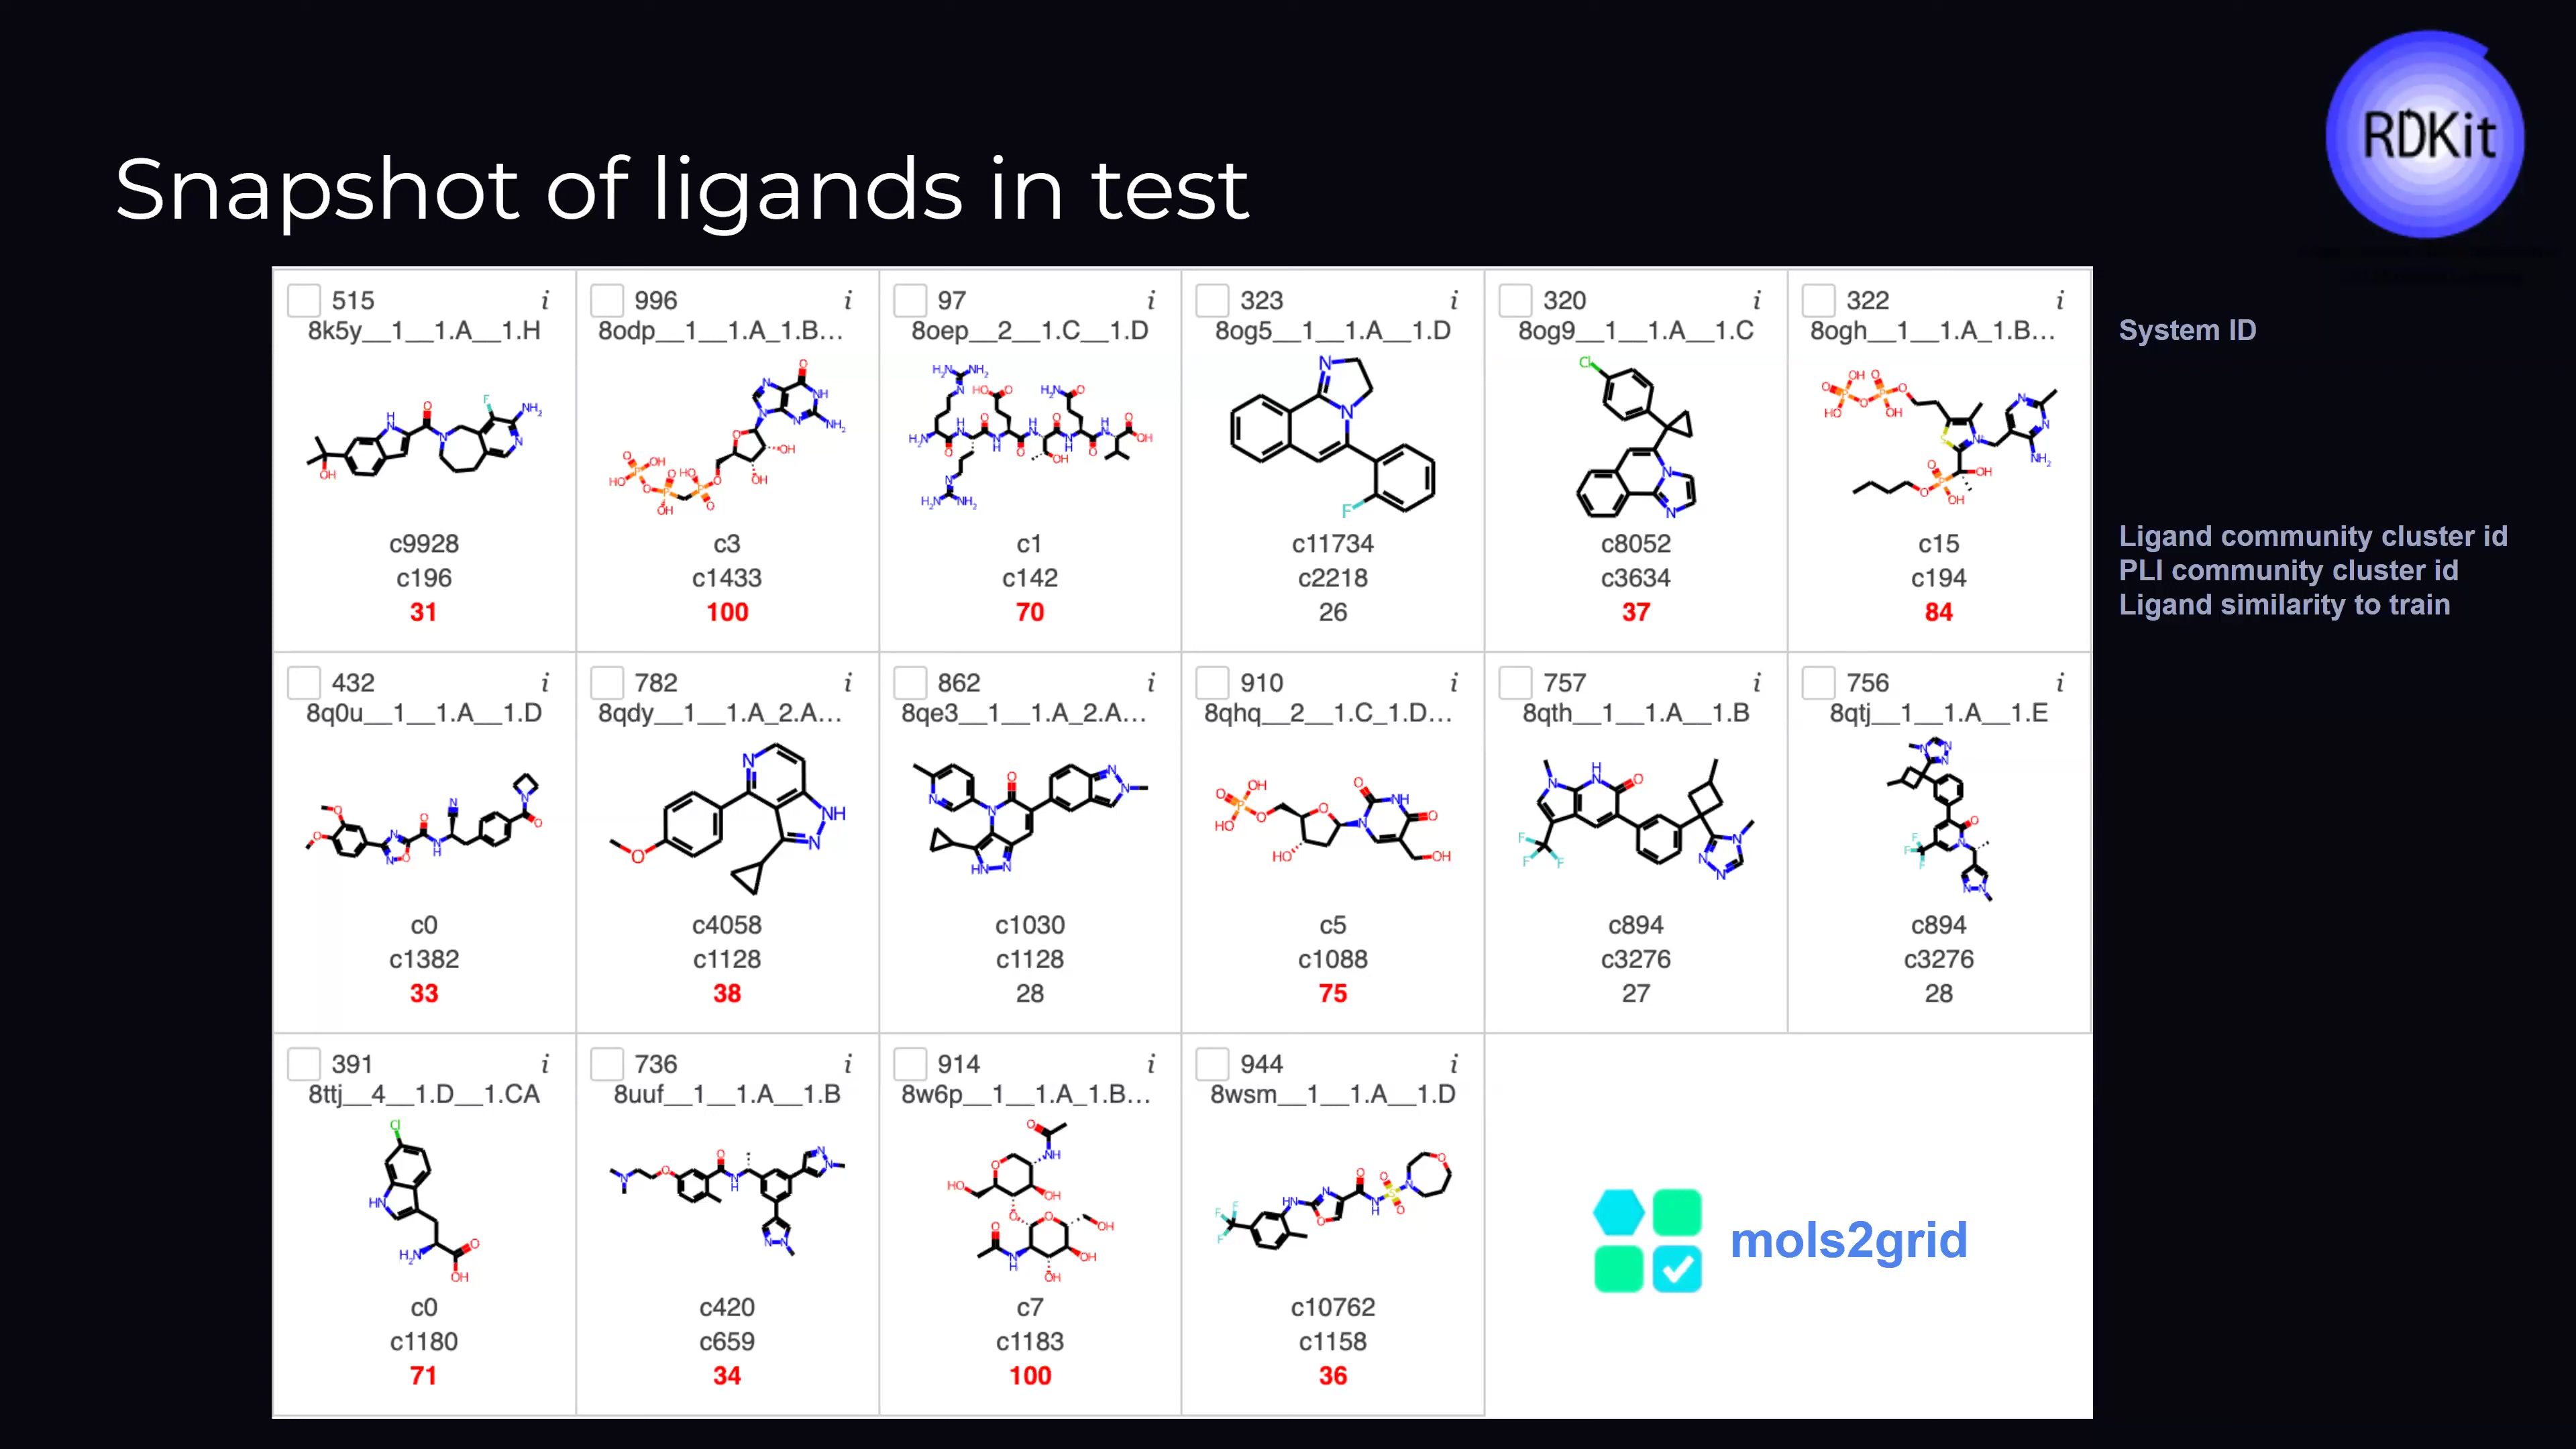 RDKit
Snapshot of ligands in test
515 i
8k5y__1__1.A__1.H
c9928
c196
31
996 i
8odp__1__1.A_1.B...
c3
c1433
100
97 i
8oep__2__1.C__1.D
c1
c142
70
323 i
8og5__1__1.A__1.D
c11734
c2218
26
320 i
8og9__1__1.A__1.C
c8052
c3634
37
322 i
8ogh__1__1.A_1.B...
c15
c194
84
System ID
Ligand community cluster id
PLI community cluster id
Ligand similarity to train
432 i
8q0u__1__1.A__1.D
c0
c1382
33
782 i
8qdy__1__1.A_2.A...
c4058
c1128
38
862 i
8qe3__1__1.A_2.A...
c1030
c1128
28
910 i
8qhq__2__1.C_1.D...
c5
c1088
75
757 i
8qth__1__1.A__1.B
c894
c3276
27
756 i
8qtj__1__1.A__1.E
c894
c3276
28
391 i
8ttj__4__1.D__1.CA
c0
c1180
71
736 i
8uuf__1__1.A__1.B
c420
c659
34
914 i
8w6p__1__1.A_1.B...
c7
c1183
100
944 i
8wsm__1__1.A__1.D
c10762
c1158
36
mols2grid